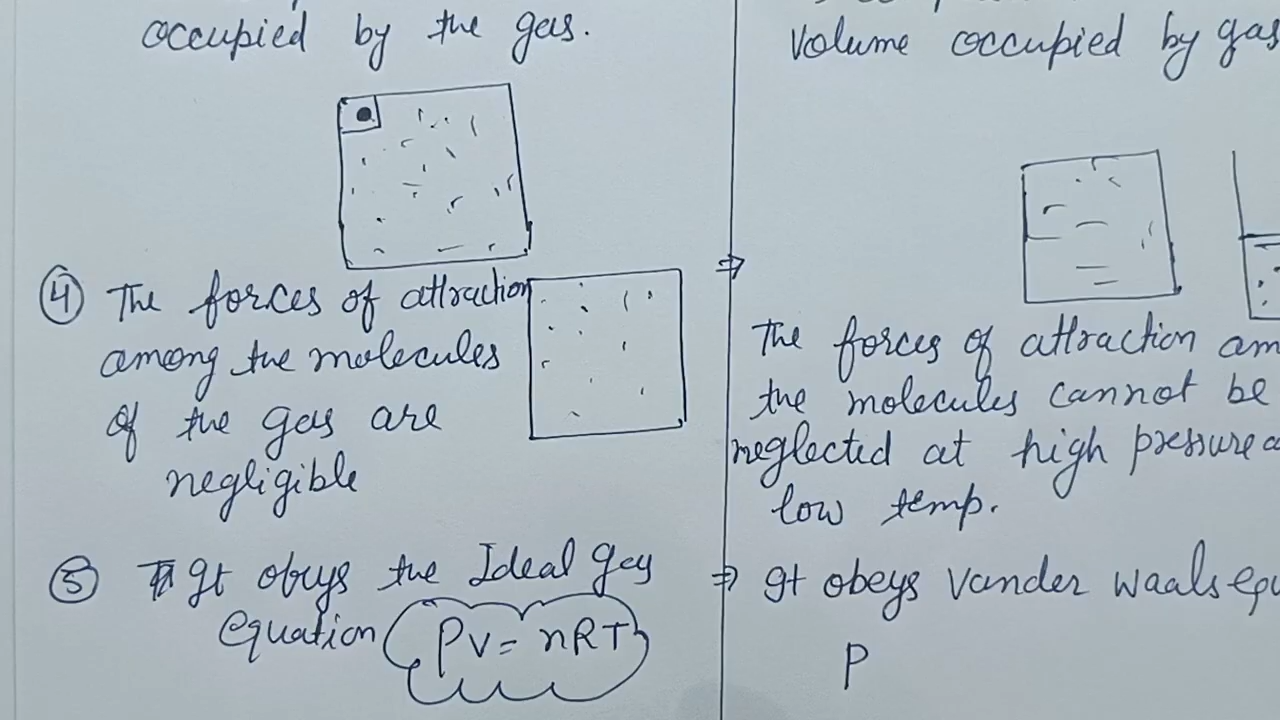 occupied by the gas.
④ The forces of attraction
among the molecules
of the gas are
negligible
⑤ It obeys the Ideal gas
equation PV = nRT
volume occupied by gas
⇒
The forces of attraction am
the molecules cannot be
neglected at high pressure a
low temp.
⇒ It obeys Vander waals equ
P